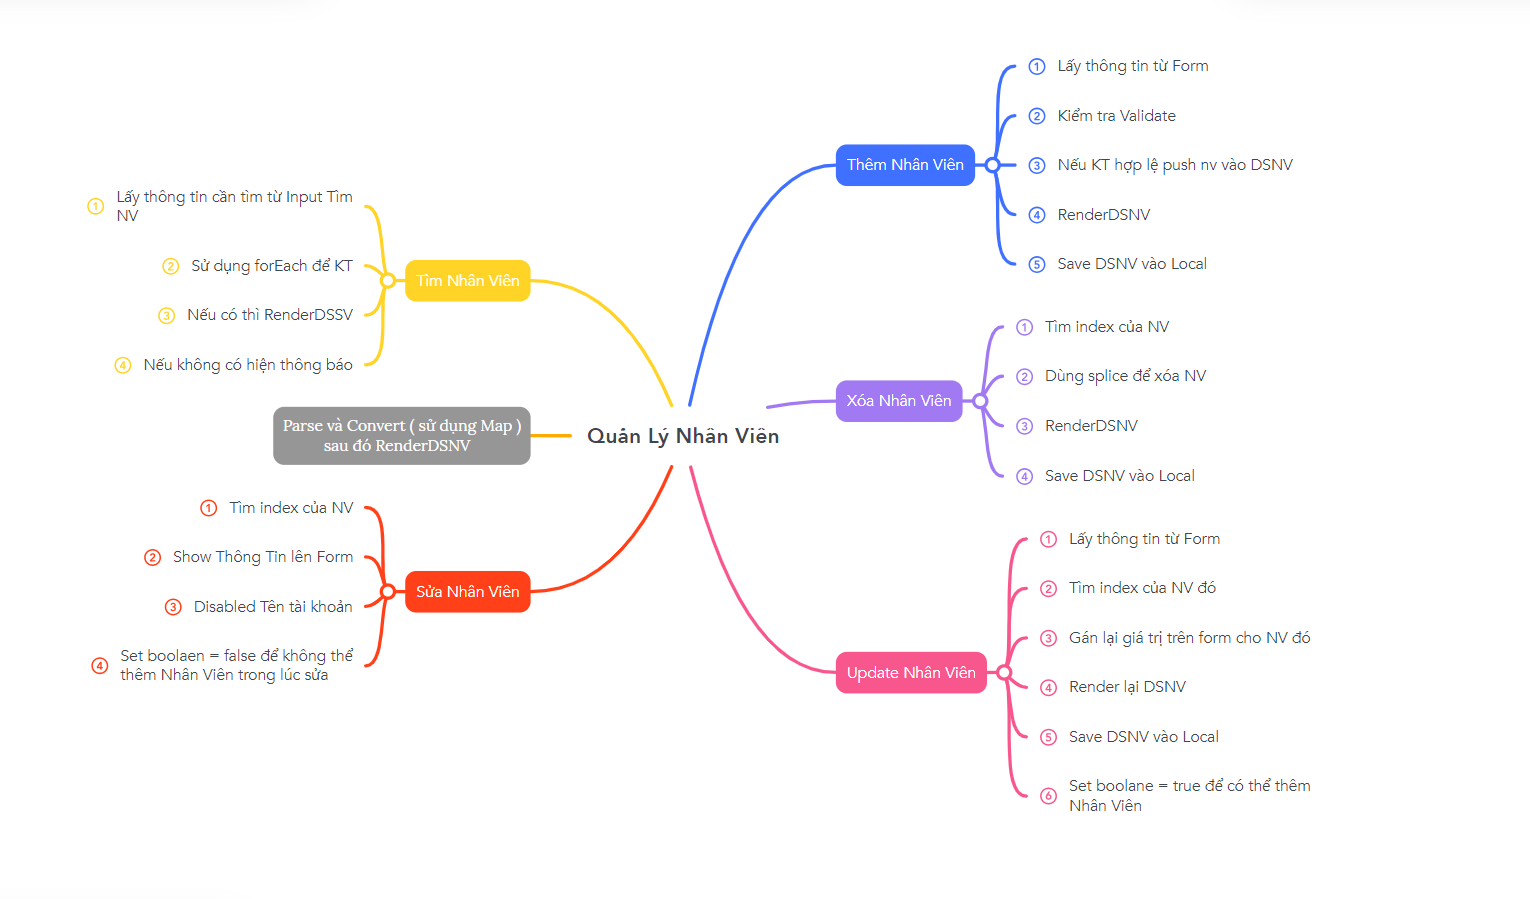 Quản Lý Nhân Viên
Thêm Nhân Viên
1 Lấy thông tin từ Form
2 Kiểm tra Validate
3 Nếu KT hợp lệ push nv vào DSNV
4 RenderDSNV
5 Save DSNV vào Local
Xóa Nhân Viên
1 Tìm index của NV
2 Dùng splice để xóa NV
3 RenderDSNV
4 Save DSNV vào Local
Update Nhân Viên
1 Lấy thông tin từ Form
2 Tìm index của NV đó
3 Gán lại giá trị trên form cho NV đó
4 Render lại DSNV
5 Save DSNV vào Local
6 Set boolane = true để có thể thêm
Nhân Viên
Tìm Nhân Viên
1 Lấy thông tin cần tìm từ Input Tìm
NV
2 Sử dụng forEach để KT
3 Nếu có thì RenderDSSV
4 Nếu không có hiện thông báo
Parse và Convert ( sử dụng Map )
sau đó RenderDSNV
Sửa Nhân Viên
1 Tìm index của NV
2 Show Thông Tin lên Form
3 Disabled Tên tài khoản
4 Set boolaen = false để không thể
thêm Nhân Viên trong lúc sửa